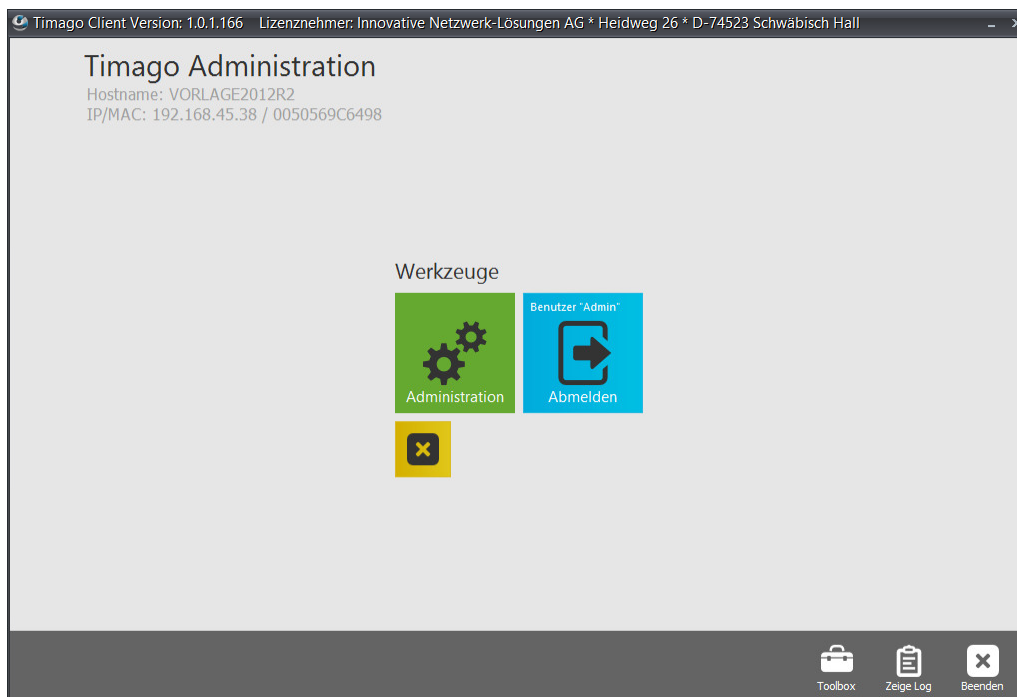 Timago Client Version: 1.0.1.166 Lizenznehmer: Innovative Netzwerk-Lösungen AG * Heidweg 26 * D-74523 Schwäbisch Hall
Timago Administration
Hostname: VORLAGE2012R2
IP/MAC: 192.168.45.38 / 0050569C6498
Werkzeuge
Administration
Benutzer "Admin"
Abmelden
Toolbox
Zeige Log
Beenden